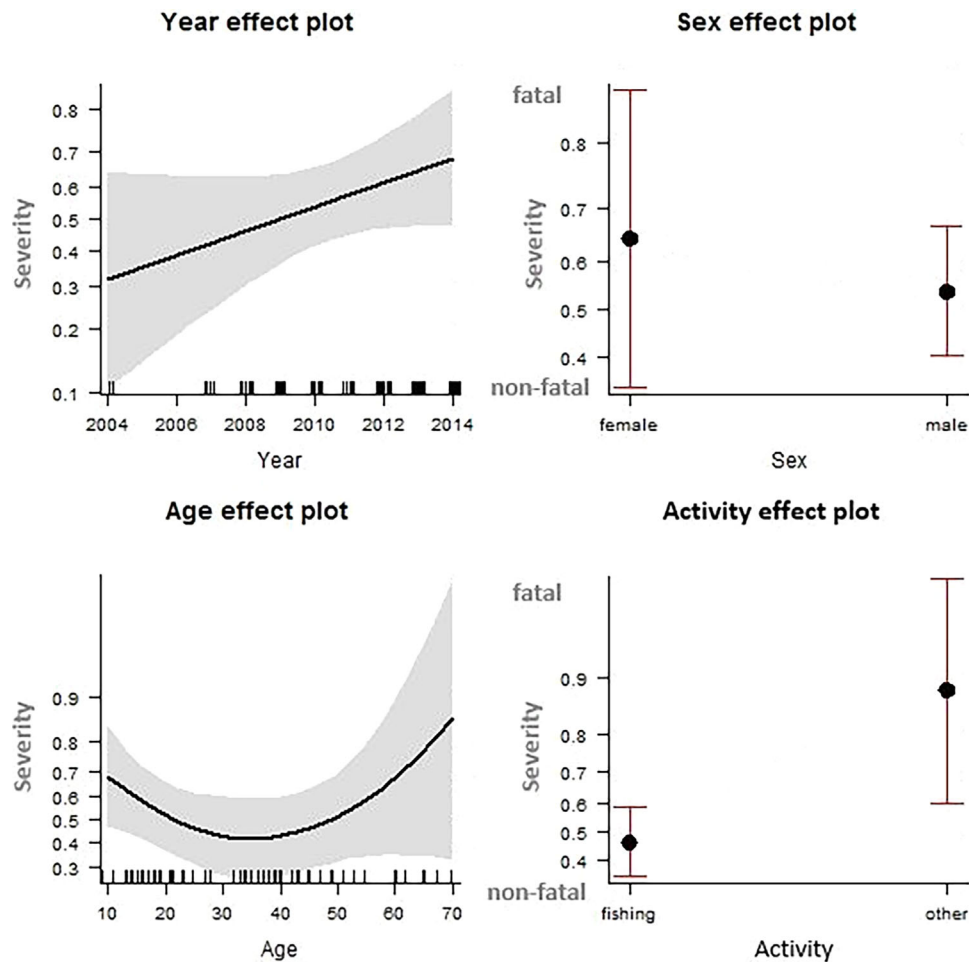 Year effect plot
Severity
0.8
0.7
0.6
0.5
0.4
0.3
0.2
0.1
2004 2006 2008 2010 2012 2014
Year
Sex effect plot
fatal
Severity
non-fatal
0.8
0.7
0.6
0.5
0.4
female male
Sex
Age effect plot
Severity
0.9
0.8
0.7
0.6
0.5
0.4
0.3
10 20 30 40 50 60 70
Age
Activity effect plot
fatal
Severity
non-fatal
0.9
0.8
0.7
0.6
0.5
0.4
fishing other
Activity